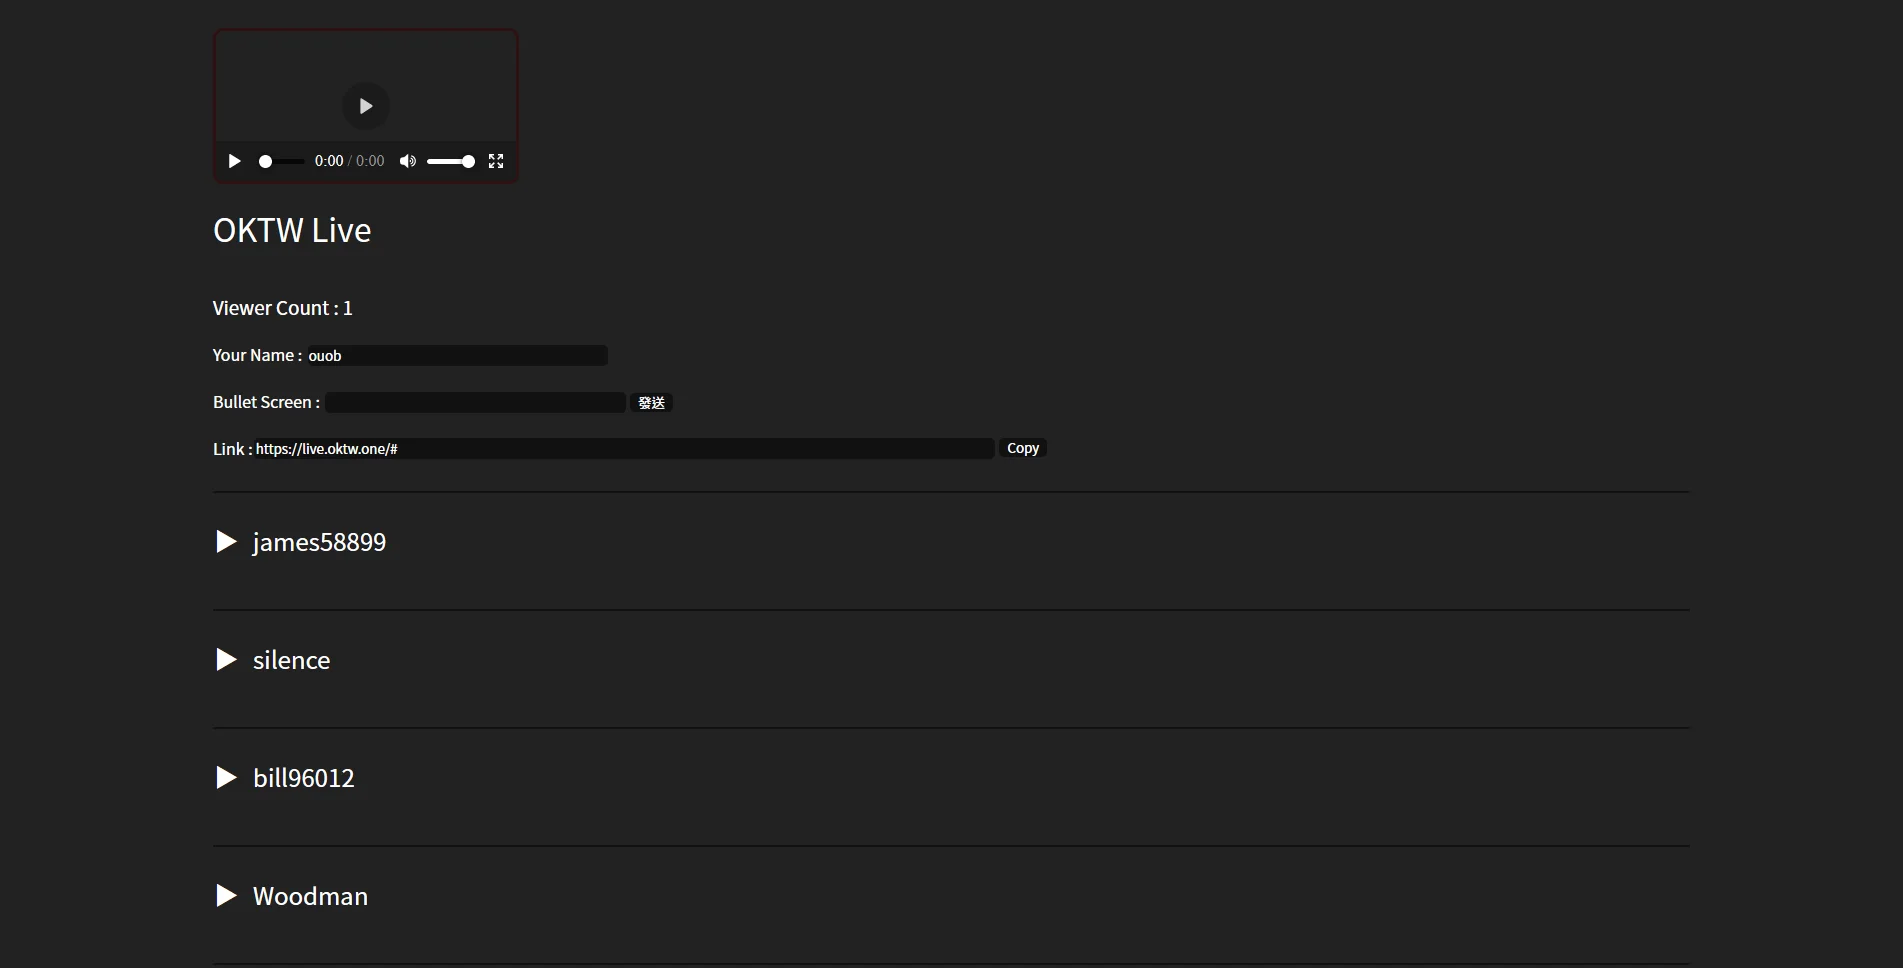 0:00 / 0:00
OKTW Live
Viewer Count : 1
Your Name : ouob
Bullet Screen : 發送
Link : https://live.oktw.one/# Copy
james58899
silence
bill96012
Woodman